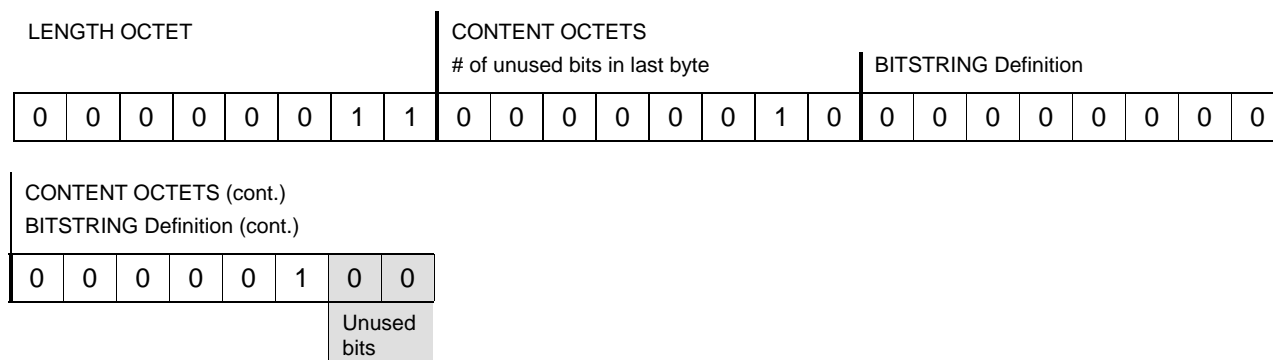 LENGTH OCTET
CONTENT OCTETS
# of unused bits in last byte
BITSTRING Definition
0 0 0 0 0 0 1 1 0 0 0 0 0 0 1 0 0 0 0 0 0 0 0 0
CONTENT OCTETS (cont.)
BITSTRING Definition (cont.)
0 0 0 0 0 1 0 0
Unused
bits